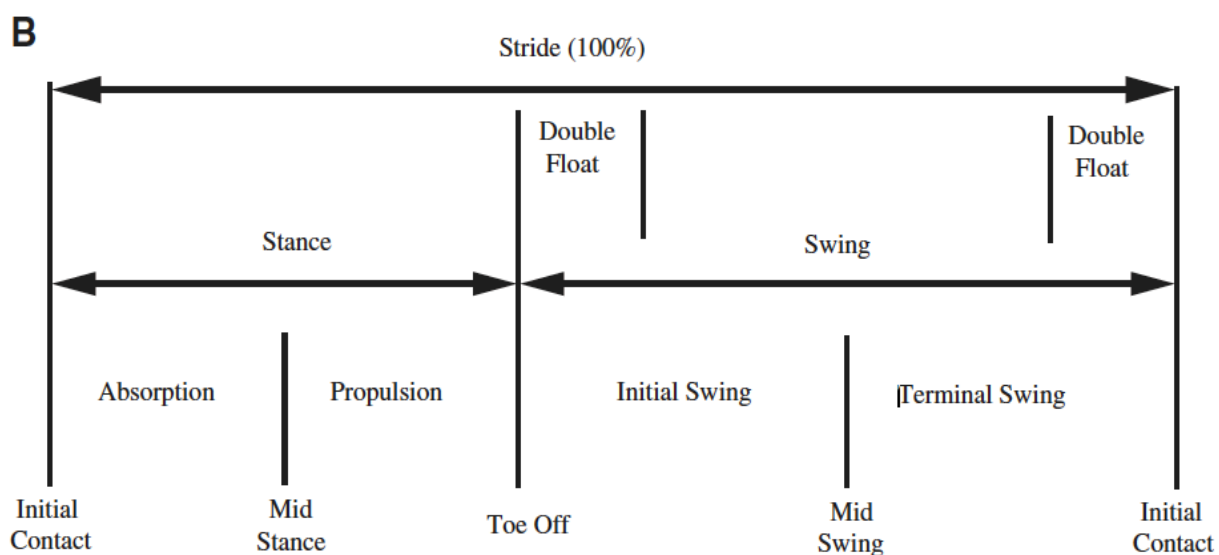 B
Stride (100%)
Double
Float
Double
Float
Stance
Swing
Absorption
Propulsion
Initial Swing
Terminal Swing
Initial
Contact
Mid
Stance
Toe Off
Mid
Swing
Initial
Contact